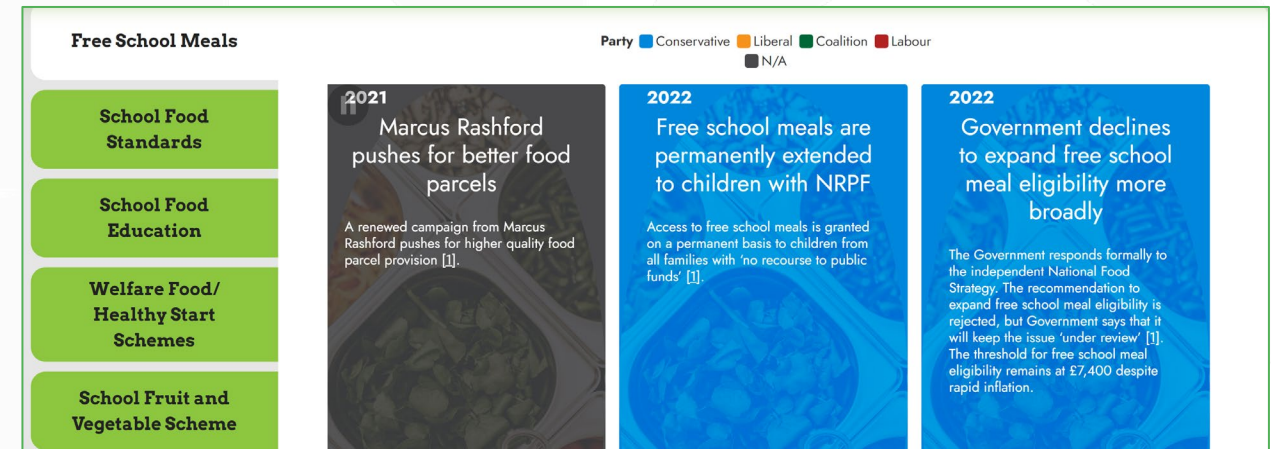 Free School Meals
School Food
Standards
School Food
Education
Welfare Food/
Healthy Start
Schemes
School Fruit and
Vegetable Scheme
Party Conservative Liberal Coalition Labour
N/A
2021
Marcus Rashford
pushes for better food
parcels
A renewed campaign from Marcus
Rashford pushes for higher quality food
parcel provision [1].
2022
Free school meals are
permanently extended
to children with NRPF
Access to free school meals is granted
on a permanent basis to children from
all families with ‘no recourse to public
funds’ [1].
2022
Government declines
to expand free school
meal eligibility more
broadly
The Government responds formally to
the independent National Food
Strategy. The recommendation to
expand free school meal eligibility is
rejected, but Government says that it
will keep the issue ‘under review’ [1].
The threshold for free school meal
eligibility remains at £7,400 despite
rapid inflation.